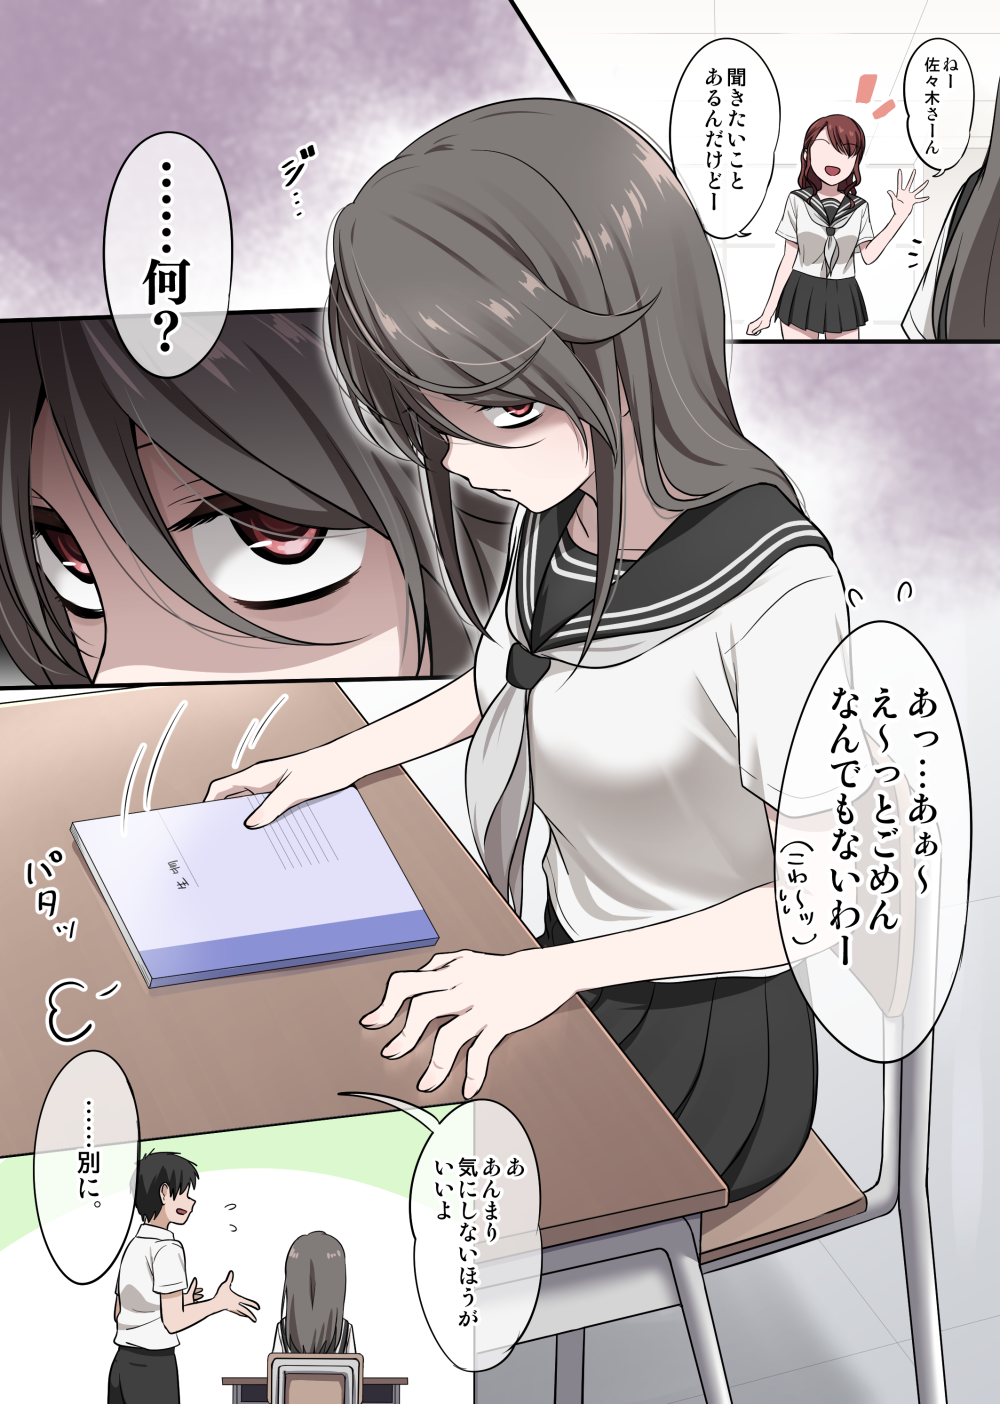 ねー
佐々木さーん
聞きたいこと
あるんだけどー
ジ゛…
………何？
あっ…あぁ～
え～っとごめん
なんでもないわー
（こわい～ッ）
パタッ
あ
あんまり
気にしないほうが
いいよ
……別に。